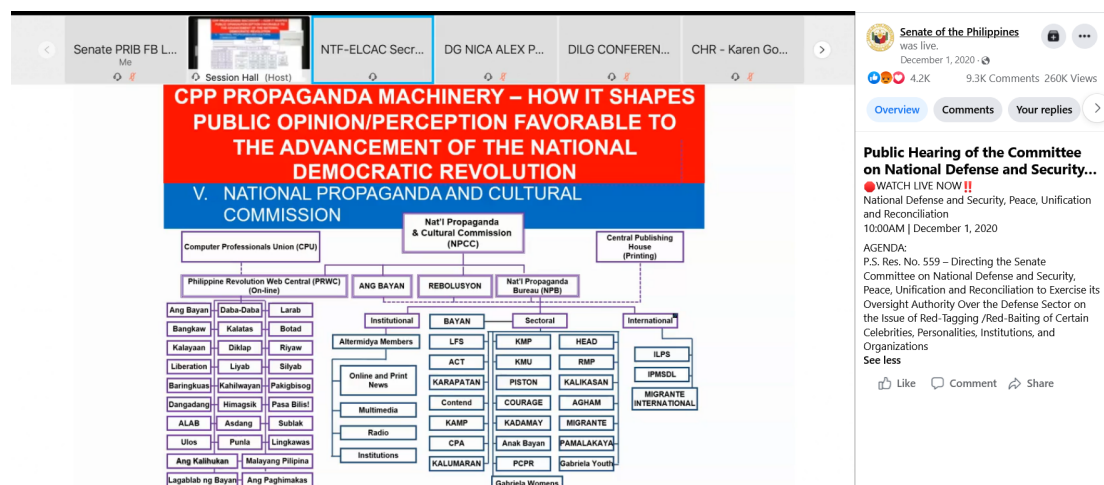 Senate PRIB FB L...
Me
Session Hall (Host)
NTF-ELCAC Secr...
DG NICA ALEX P...
DILG CONFEREN...
CHR - Karen Go...
CPP PROPAGANDA MACHINERY – HOW IT SHAPES
PUBLIC OPINION/PERCEPTION FAVORABLE TO
THE ADVANCEMENT OF THE NATIONAL
DEMOCRATIC REVOLUTION
V. NATIONAL PROPAGANDA AND CULTURAL
COMMISSION
Nat'l Propaganda
& Cultural Commission
(NPCC)
Computer Professionals Union (CPU)
Central Publishing
House
(Printing)
Philippine Revolution Web Central (PRWC)
(On-line)
ANG BAYAN
REBOLUSYON
Nat'l Propaganda
Bureau (NPB)
Ang Bayan
Daba-Daba
Larab
Bangkaw
Kalatas
Botad
Kalayaan
Diklap
Riyaw
Liberation
Liyab
Silyab
Baringkuas
Kahilwayan
Pakigbisog
Dangadang
Himagsik
Pasa Bilis!
ALAB
Asdang
Sublak
Ulos
Punla
Lingkawas
Ang Kalihukan
Malayang Pilipina
Lagablab ng Bayan
Ang Paghimakas
Institutional
Altermidya Members
Online and Print
News
Multimedia
Radio
Institutions
BAYAN
Sectoral
LFS
KMP
HEAD
ACT
KMU
RMP
KARAPATAN
PISTON
KALIKASAN
Contend
COURAGE
AGHAM
KAMP
KADAMAY
MIGRANTE
CPA
Anak Bayan
PAMALAKAYA
KALUMARAN
PCPR
Gabriela Youth
Gabriela Womens
International
ILPS
IPMSDL
MIGRANTE
INTERNATIONAL
Senate of the Philippines
was live.
December 1, 2020 ·
4.2K
9.3K Comments 260K Views
Overview
Comments
Your replies
Public Hearing of the Committee
on National Defense and Security...
🔴WATCH LIVE NOW‼️
National Defense and Security, Peace, Unification
and Reconciliation
10:00AM | December 1, 2020
AGENDA:
P.S. Res. No. 559 – Directing the Senate
Committee on National Defense and Security,
Peace, Unification and Reconciliation to Exercise its
Oversight Authority Over the Defense Sector on
the Issue of Red-Tagging /Red-Baiting of Certain
Celebrities, Personalities, Institutions, and
Organizations
See less
Like
Comment
Share